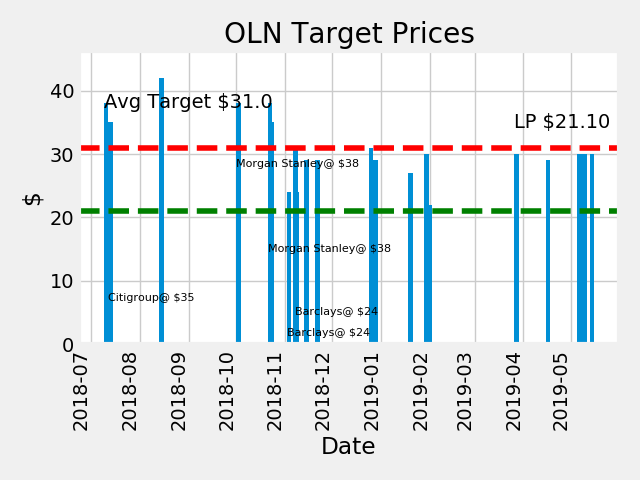 OLN Target Prices
Avg Target $31.0
LP $21.10
Morgan Stanley@ $38
Morgan Stanley@ $38
Citigroup@ $35
Barclays@ $24
Barclays@ $24
$
40
30
20
10
0
2018-07
2018-08
2018-09
2018-10
2018-11
2018-12
2019-01
2019-02
2019-03
2019-04
2019-05
Date